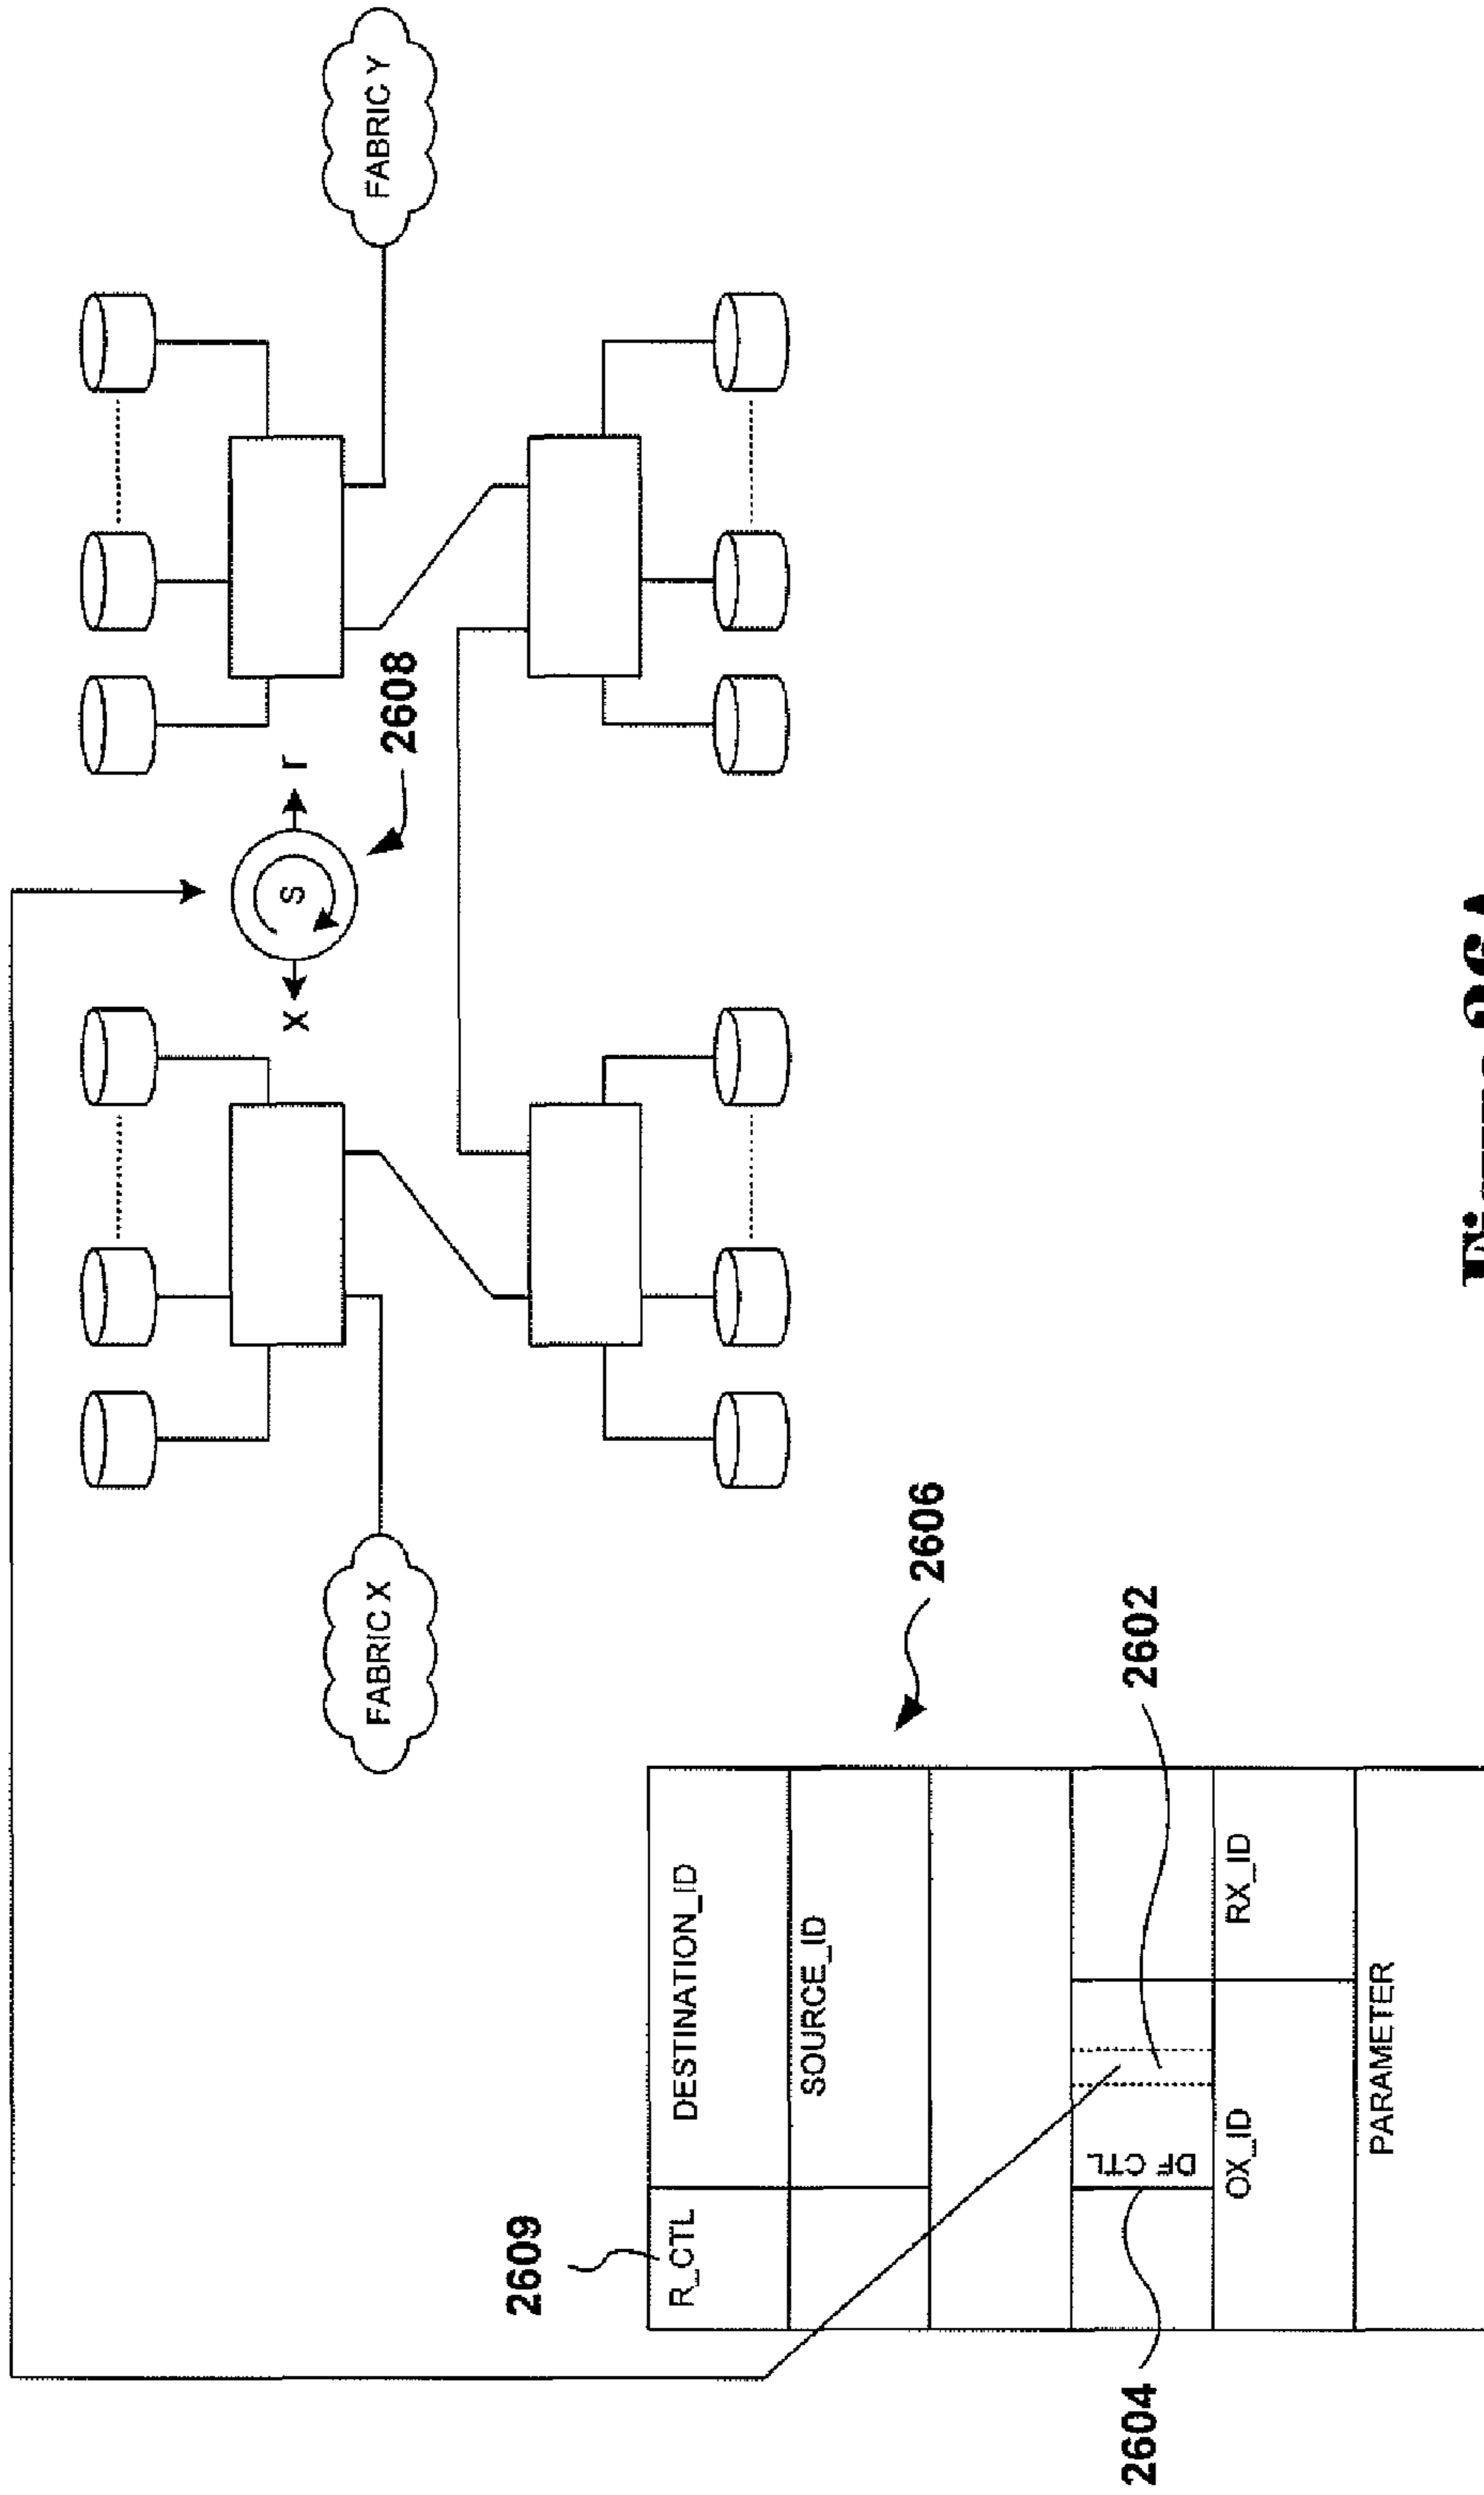 FABRIC X
FABRIC Y
X
S
r
2608
2606
2602
2609
2604
R_CTL
DESTINATION_ID
SOURCE_ID
DF CTL
OX_ID
RX_ID
PARAMETER